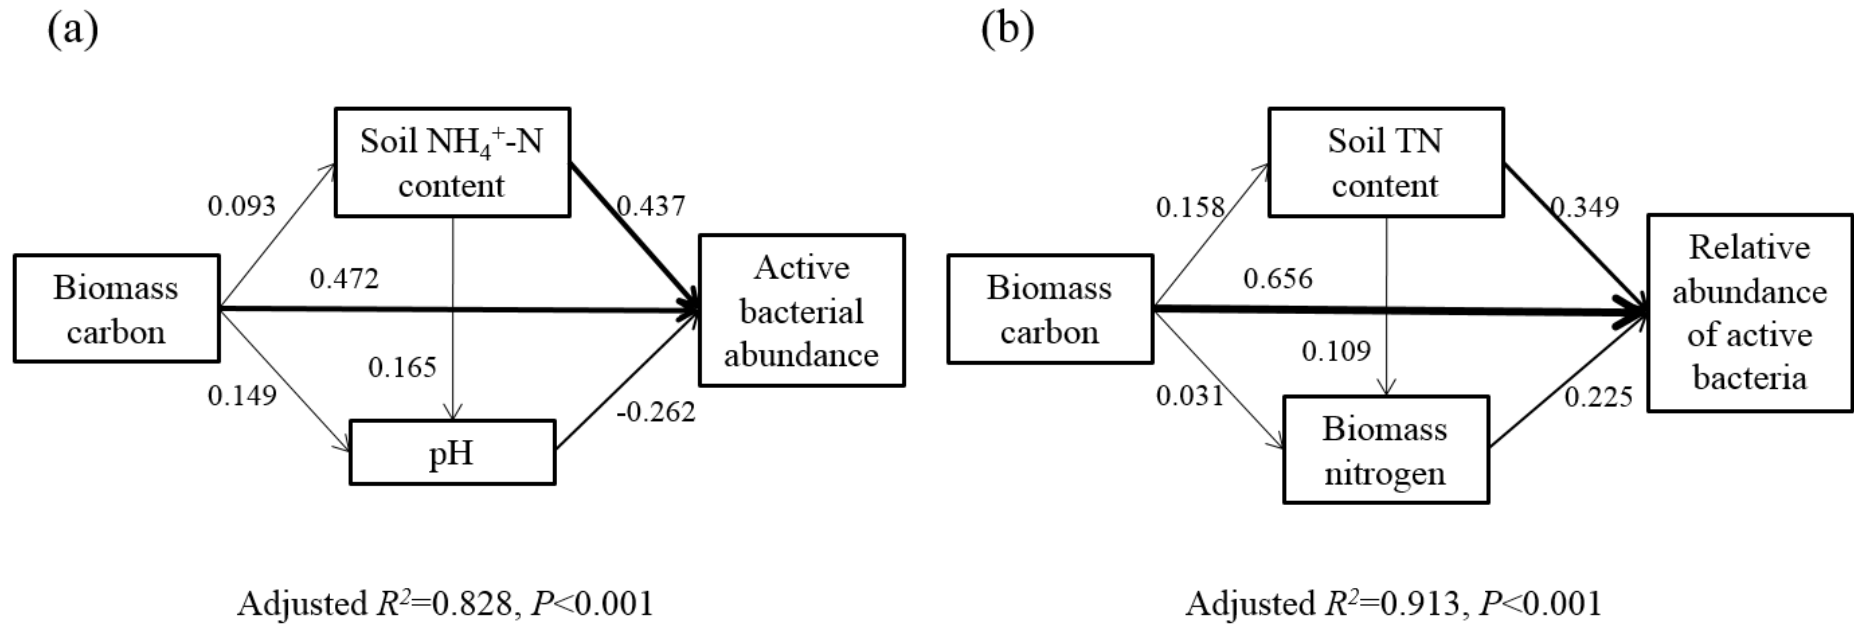 (a)
Soil NH₄⁺-N
content
0.093
0.437
Biomass
carbon
0.472
Active
bacterial
abundance
0.165
0.149
-0.262
pH
Adjusted R²=0.828, P<0.001
(b)
Soil TN
content
0.158
0.349
Biomass
carbon
0.656
Relative
abundance
of active
bacteria
0.109
0.031
0.225
Biomass
nitrogen
Adjusted R²=0.913, P<0.001